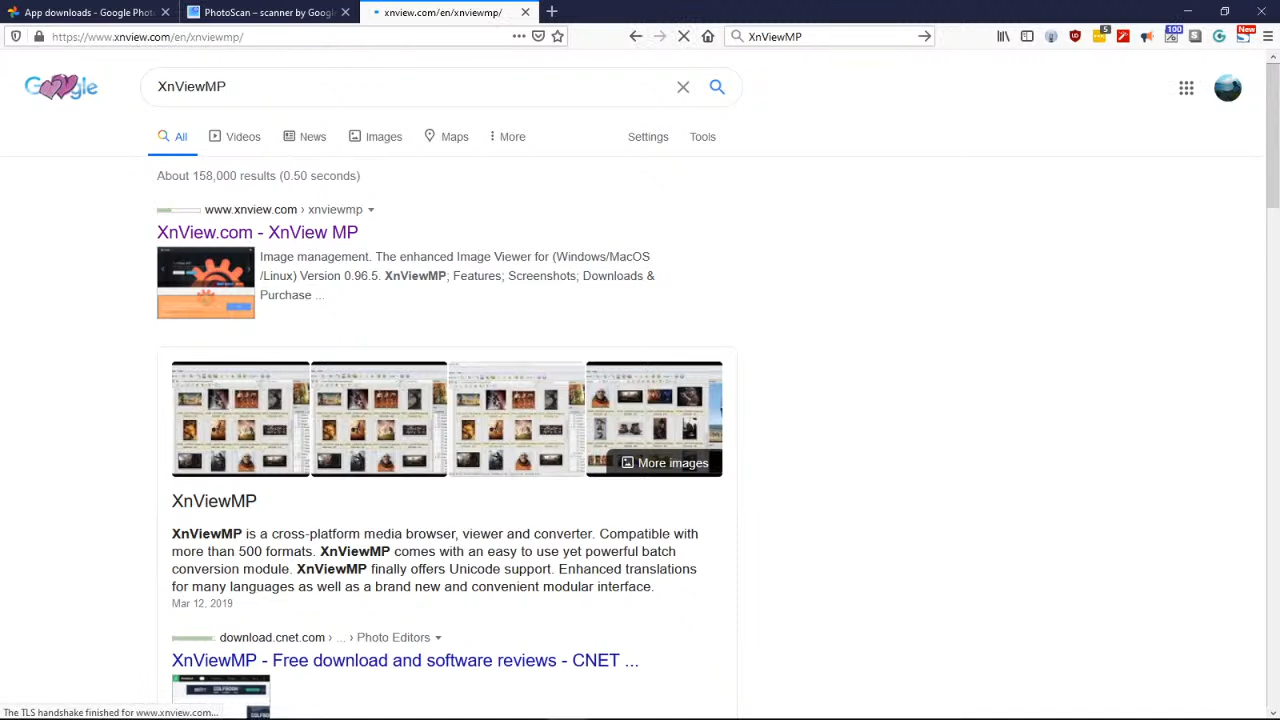 App downloads - Google Phot
PhotoScan – scanner by Googl
xnview.com/en/xnviewmp/
https://www.xnview.com/en/xnviewmp/
XnViewMP
5
100
New
Google
XnViewMP
All
Videos
News
Images
Maps
More
Settings
Tools
About 158,000 results (0.50 seconds)
www.xnview.com › xnviewmp
XnView.com - XnView MP
Image management. The enhanced Image Viewer for (Windows/MacOS
/Linux) Version 0.96.5. XnViewMP; Features; Screenshots; Downloads &
Purchase ...
More images
XnViewMP
XnViewMP is a cross-platform media browser, viewer and converter. Compatible with
more than 500 formats. XnViewMP comes with an easy to use yet powerful batch
conversion module. XnViewMP finally offers Unicode support. Enhanced translations
for many languages as well as a brand new and convenient modular interface.
Mar 12, 2019
download.cnet.com › ... › Photo Editors
XnViewMP - Free download and software reviews - CNET ...
The TLS handshake finished for www.xnview.com...